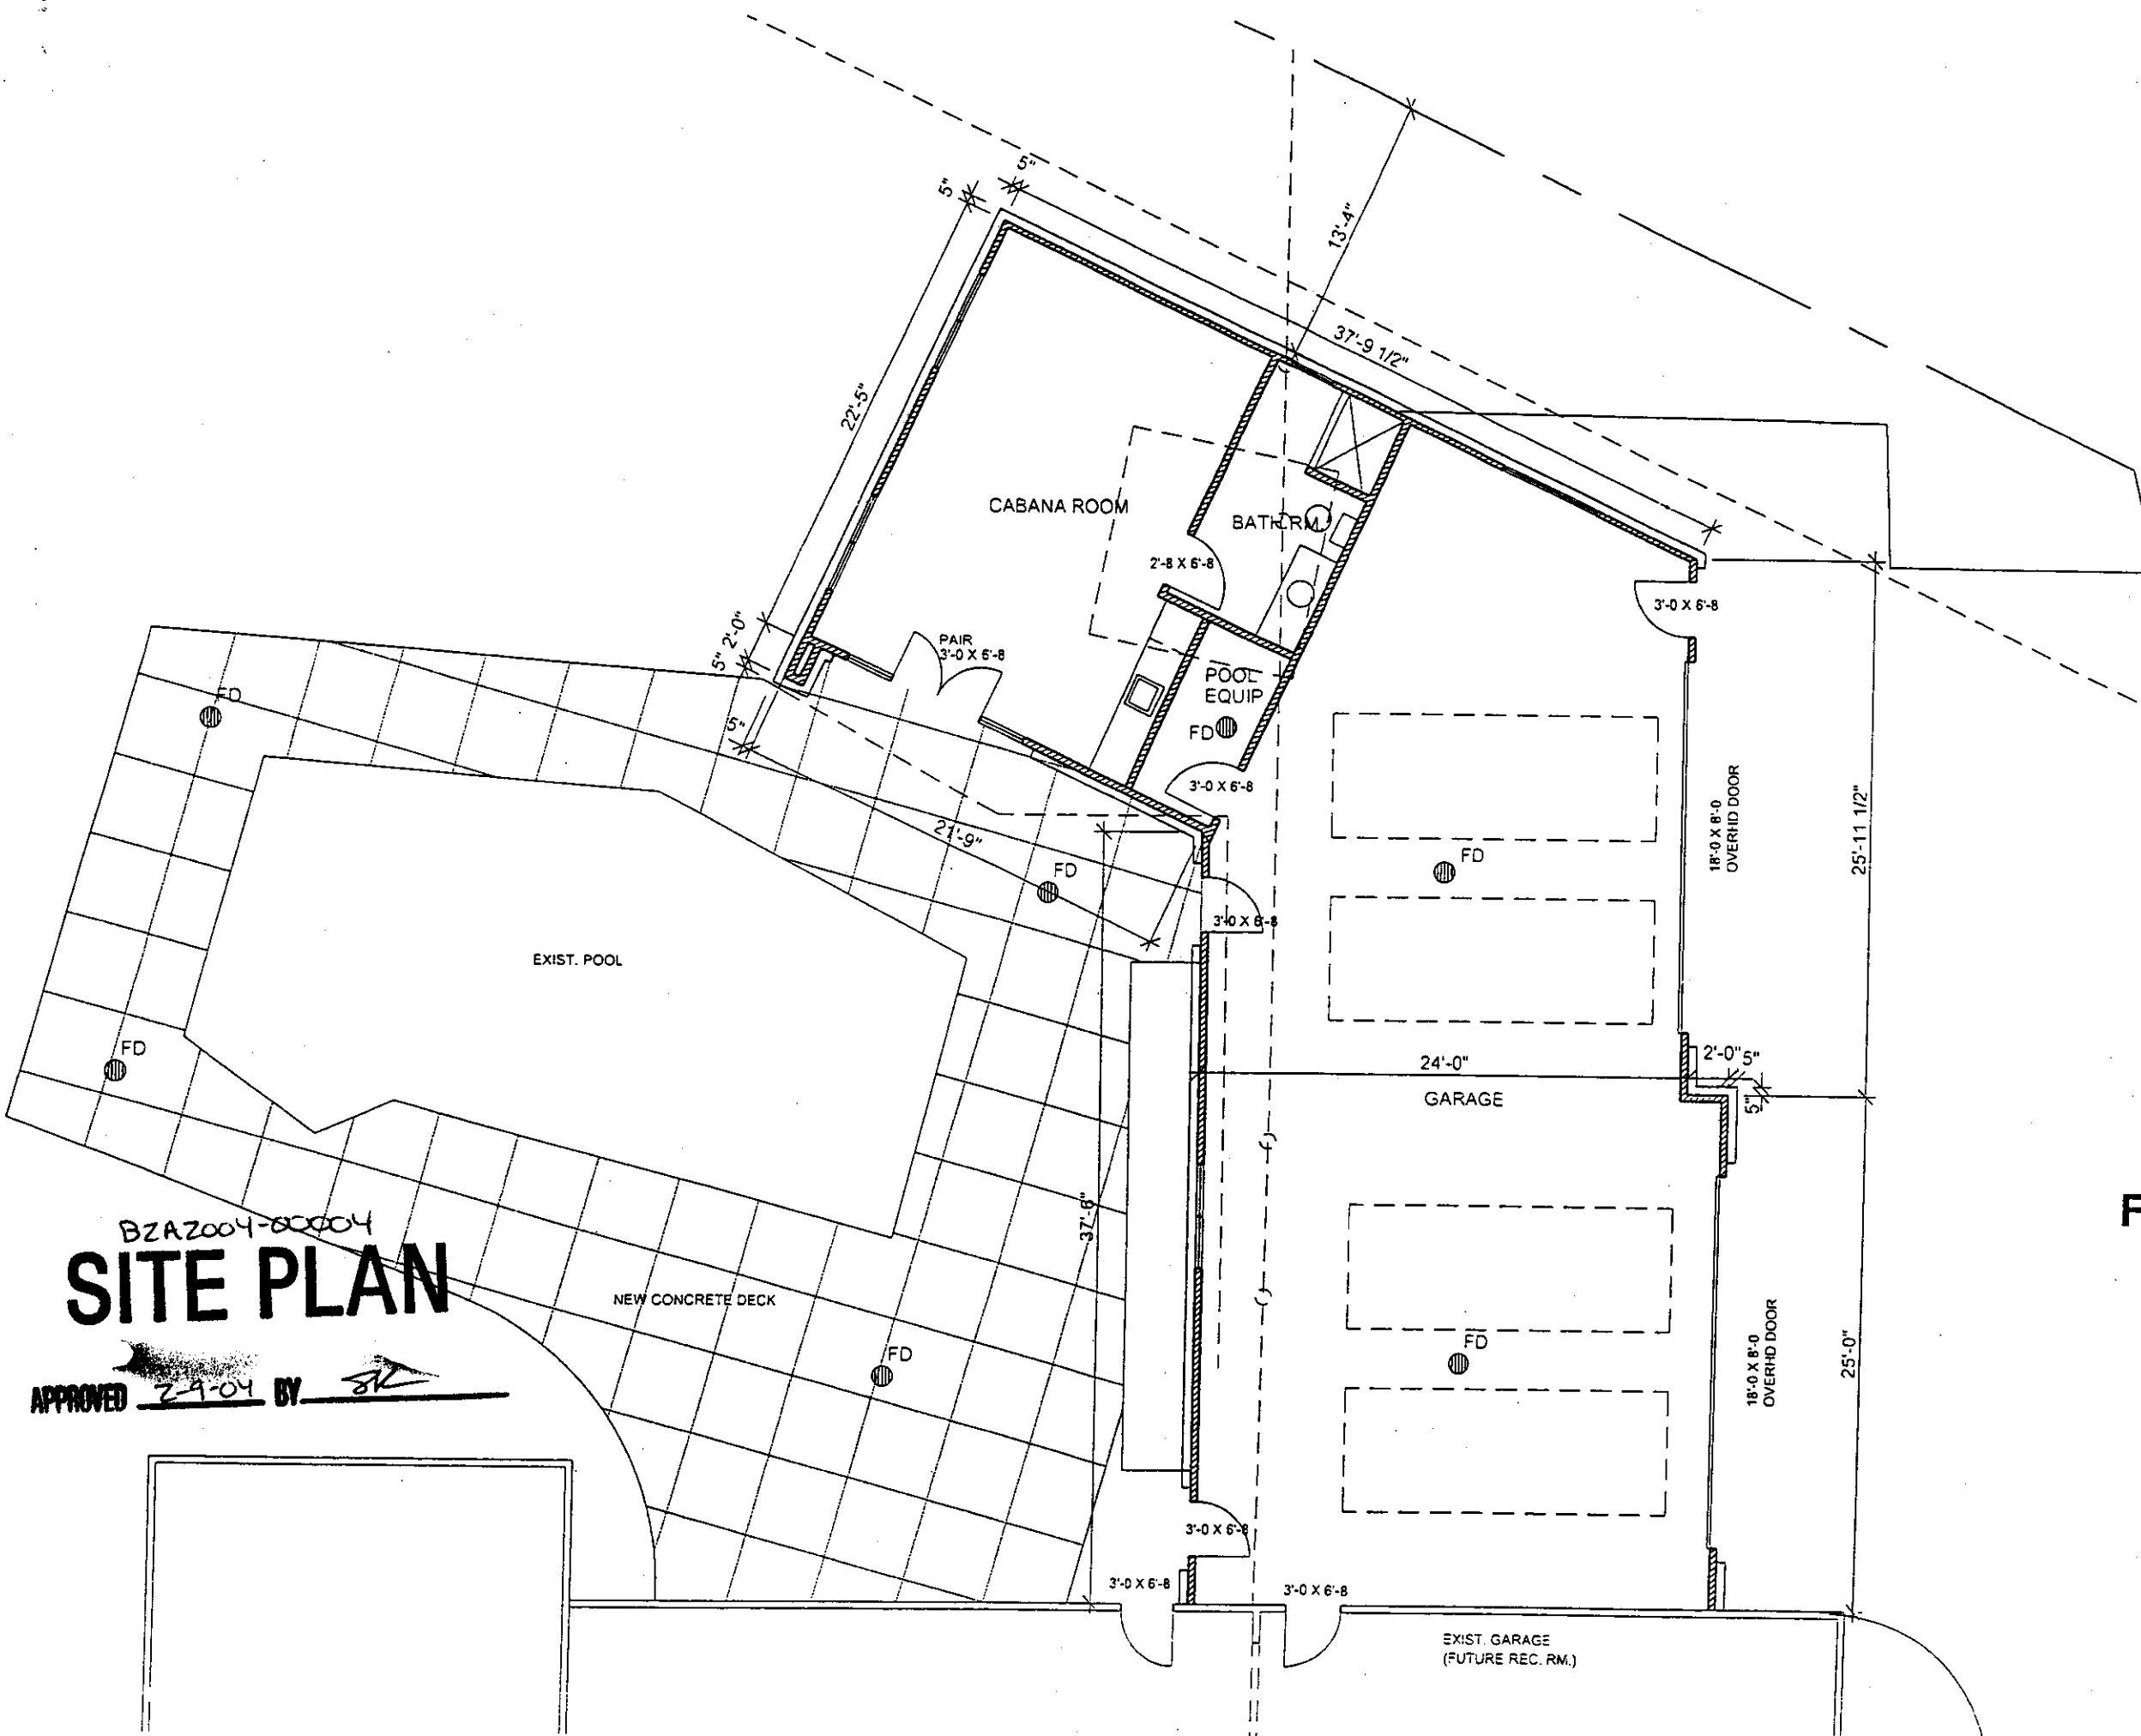 5"
5"
13'-4"
37'-9 1/2"
22'-5"
CABANA ROOM
BATH RM.
2'-8 X 6'-8
3'-0 X 6'-8
5" 2'-0"
PAIR
3'-0 X 6'-8
POOL
EQUIP
FD
FD
5"
3'-0 X 6'-8
18'-0 X 8'-0
OVERHD DOOR
25'-11 1/2"
21'-9"
FD
FD
3'-0 X 6'-8
EXIST. POOL
FD
24'-0"
2'-0" 5"
5"
GARAGE
37'-6"
BZA2004-00004
SITE PLAN
NEW CONCRETE DECK
FD
FD
18'-0 X 8'-0
OVERHD DOOR
25'-0"
APPROVED 2-9-04 BY
3'-0 X 6'-8
3'-0 X 6'-8
3'-0 X 6'-8
EXIST. GARAGE
(FUTURE REC. RM.)